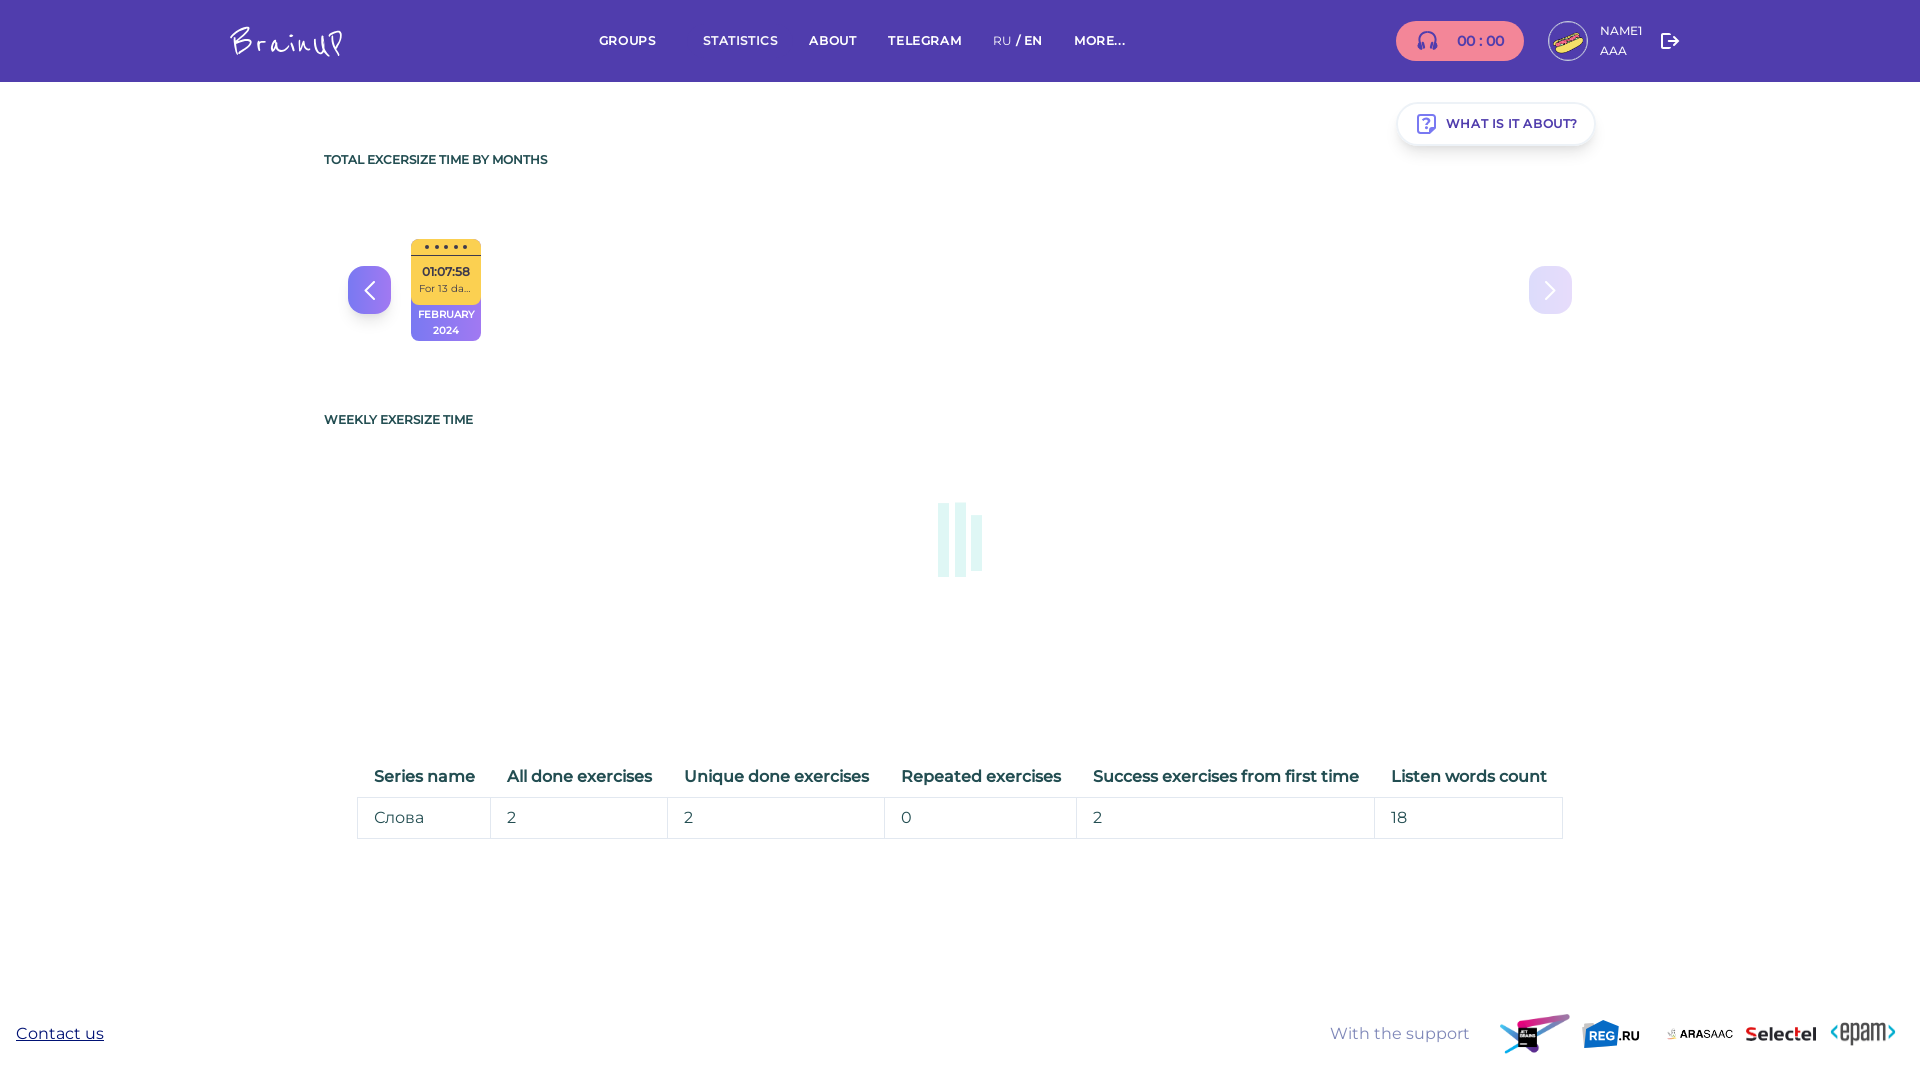 BrainUP
GROUPS STATISTICS ABOUT TELEGRAM RU / EN MORE...
00 : 00
NAME1
AAA
WHAT IS IT ABOUT?
TOTAL EXCERSIZE TIME BY MONTHS
01:07:58
For 13 da...
FEBRUARY
2024
WEEKLY EXERSIZE TIME
Series name All done exercises Unique done exercises Repeated exercises Success exercises from first time Listen words count
Слова 2 2 0 2 18
Contact us
With the support
REG.RU
ARASAAC
Selectel
<epam>